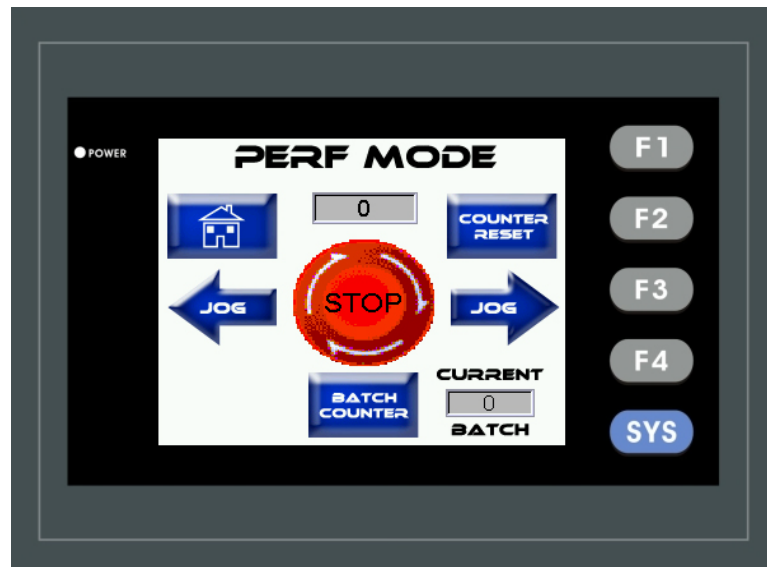 POWER
PERF MODE
0
COUNTER
RESET
JOG
STOP
JOG
BATCH
COUNTER
CURRENT
0
BATCH
F1
F2
F3
F4
SYS